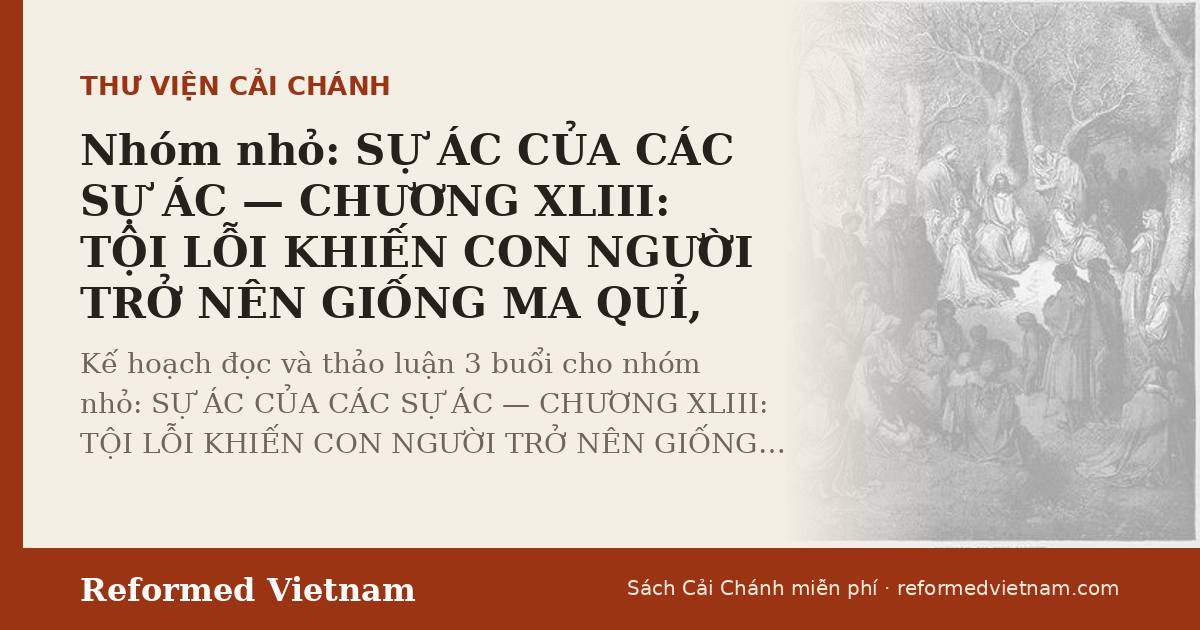 THƯ VIỆN CẢI CHÁNH
Nhóm nhỏ: SỰ ÁC CỦA CÁC
SỰ ÁC — CHƯƠNG XLIII:
TỘI LỖI KHIẾN CON NGƯỜI
TRỞ NÊN GIỐNG MA QUỈ,
Kế hoạch đọc và thảo luận 3 buổi cho nhóm
nhỏ: SỰ ÁC CỦA CÁC SỰ ÁC — CHƯƠNG XLIII:
TỘI LỖI KHIẾN CON NGƯỜI TRỞ NÊN GIỐNG…
Reformed Vietnam
Sách Cải Chánh miễn phí · reformedvietnam.com